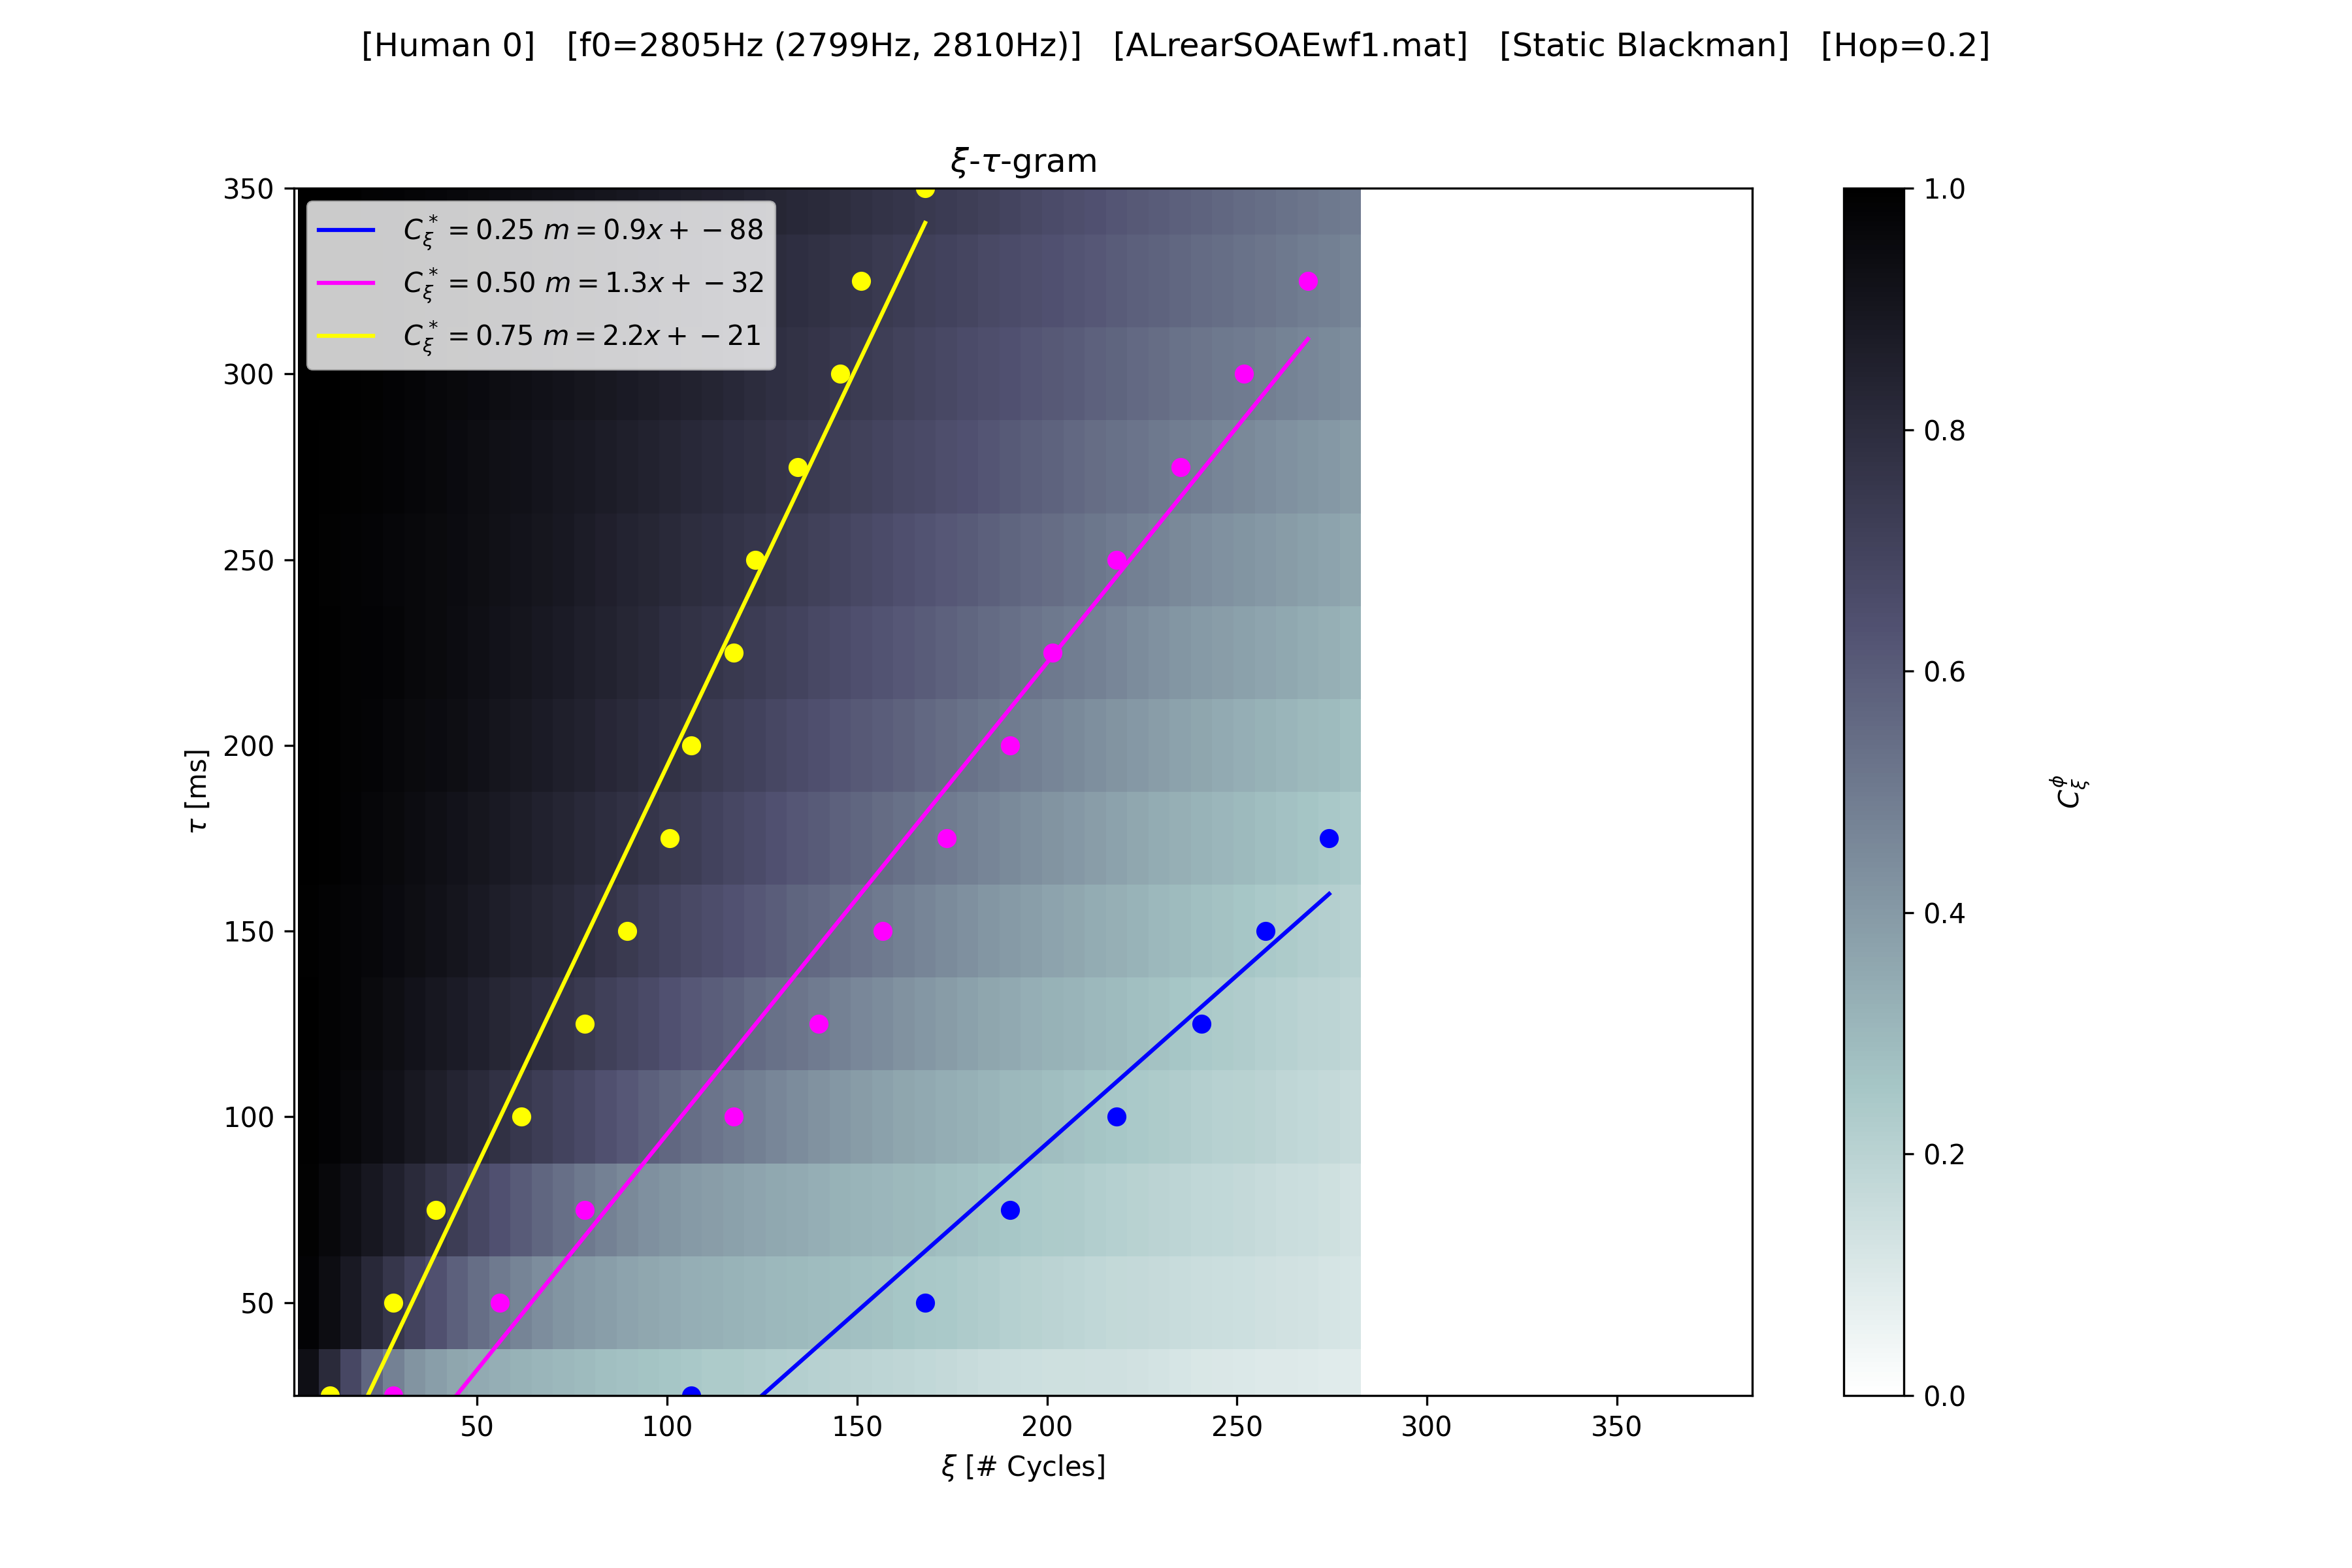 [Human 0]   [f0=2805Hz (2799Hz, 2810Hz)]   [ALrearSOAEwf1.mat]   [Static Blackman]   [Hop=0.2]
ξ-τ-gram
C*ξ = 0.25 m = 0.9x + −88
C*ξ = 0.50 m = 1.3x + −32
C*ξ = 0.75 m = 2.2x + −21
350
300
250
200
150
100
50
τ [ms]
50 100 150 200 250 300 350
ξ [# Cycles]
1.0
0.8
0.6
0.4
0.2
0.0
Cϕξ